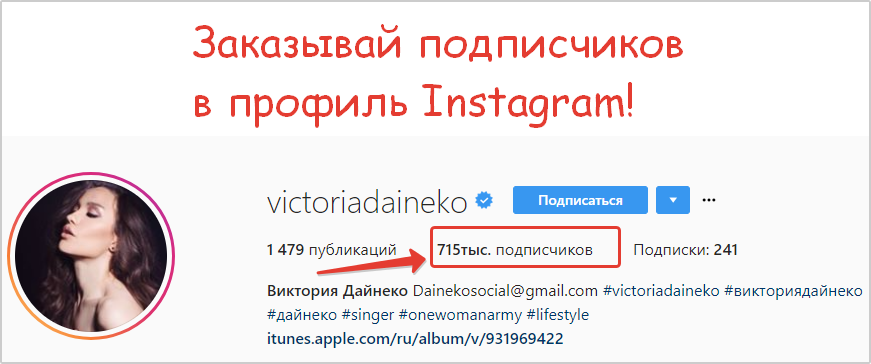 Заказывай подписчиков
в профиль Instagram!
victoriadaineko Подписаться
1 479 публикаций 715тыс. подписчиков Подписки: 241
Виктория Дайнеко Dainekosocial@gmail.com #victoriadaineko #викториядайнеко
#дайнеко #singer #onewomanarmy #lifestyle
itunes.apple.com/ru/album/v/931969422